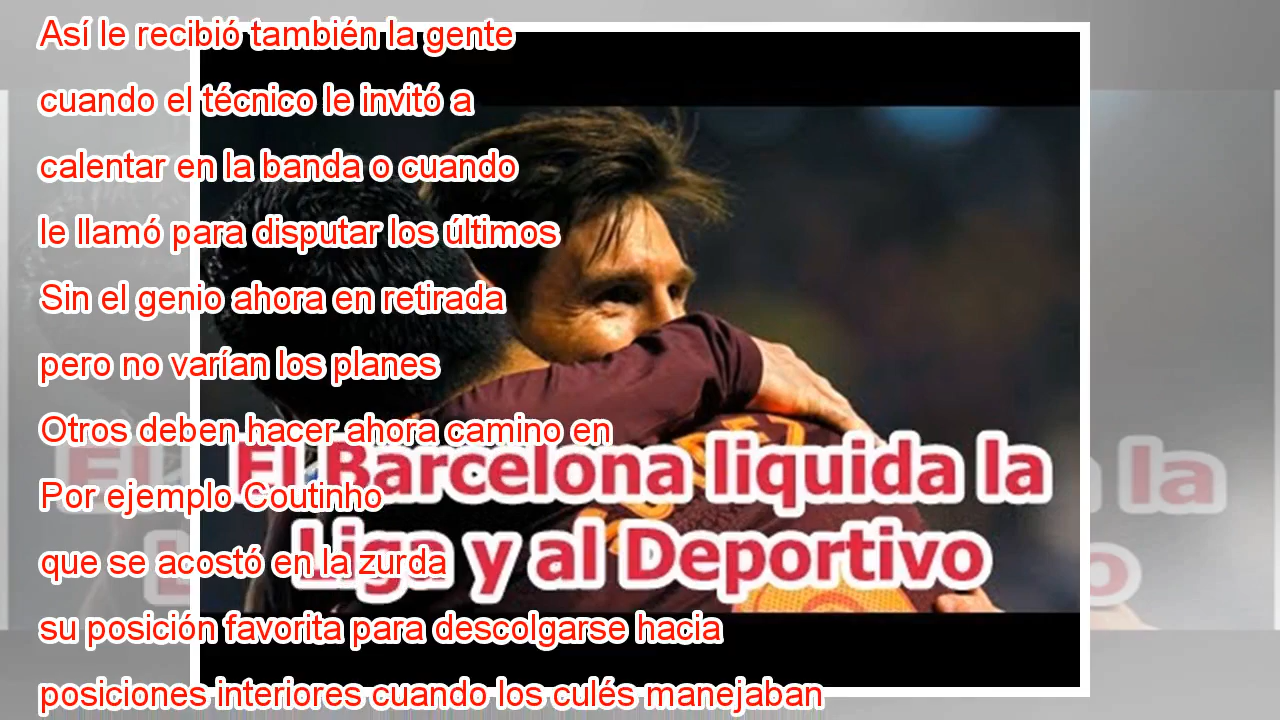 Así le recibió también la gente
cuando el técnico le invitó a
calentar en la banda o cuando
le llamó para disputar los últimos
Sin el genio ahora en retirada
pero no varían los planes
Otros deben hacer ahora camino en
El Barcelona liquida la
Por ejemplo Coutinho
Liga y al Deportivo
que se acostó en la zurda
su posición favorita para descolgarse hacia
posiciones interiores cuando los culés manejaban